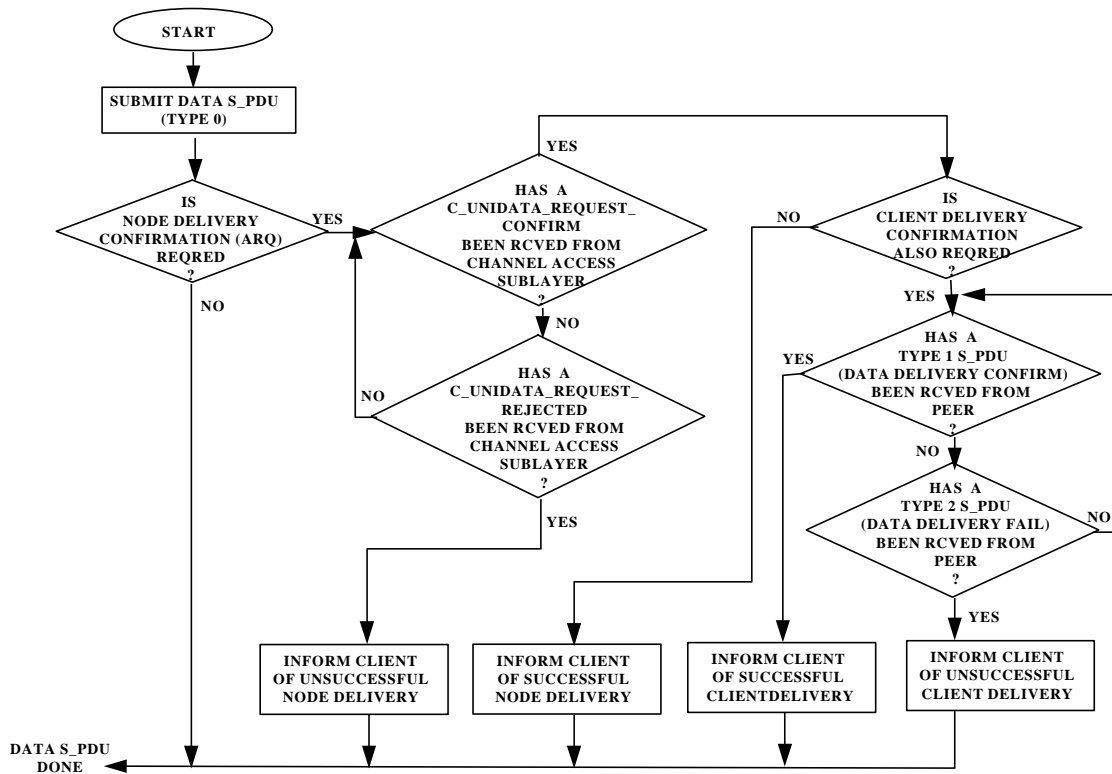 START
SUBMIT DATA S_PDU
(TYPE 0)
IS
NODE DELIVERY
CONFIRMATION (ARQ)
REQRED
?
YES
NO
YES
HAS A
C_UNIDATA_REQUEST_
CONFIRM
BEEN RCVED FROM
CHANNEL ACCESS
SUBLAYER
?
NO
HAS A
C_UNIDATA_REQUEST_
REJECTED
BEEN RCVED FROM
CHANNEL ACCESS
SUBLAYER
?
NO
YES
NO
IS
CLIENT DELIVERY
CONFIRMATION
ALSO REQRED
?
YES
YES
HAS A
TYPE 1 S_PDU
(DATA DELIVERY CONFIRM)
BEEN RCVED FROM
PEER
?
NO
HAS A
TYPE 2 S_PDU
(DATA DELIVERY FAIL)
BEEN RCVED FROM
PEER
?
NO
YES
INFORM CLIENT
OF UNSUCCESSFUL
NODE DELIVERY
INFORM CLIENT
OF SUCCESSFUL
NODE DELIVERY
INFORM CLIENT
OF SUCCESSFUL
CLIENTDELIVERY
INFORM CLIENT
OF UNSUCCESSFUL
CLIENT DELIVERY
DATA S_PDU
DONE